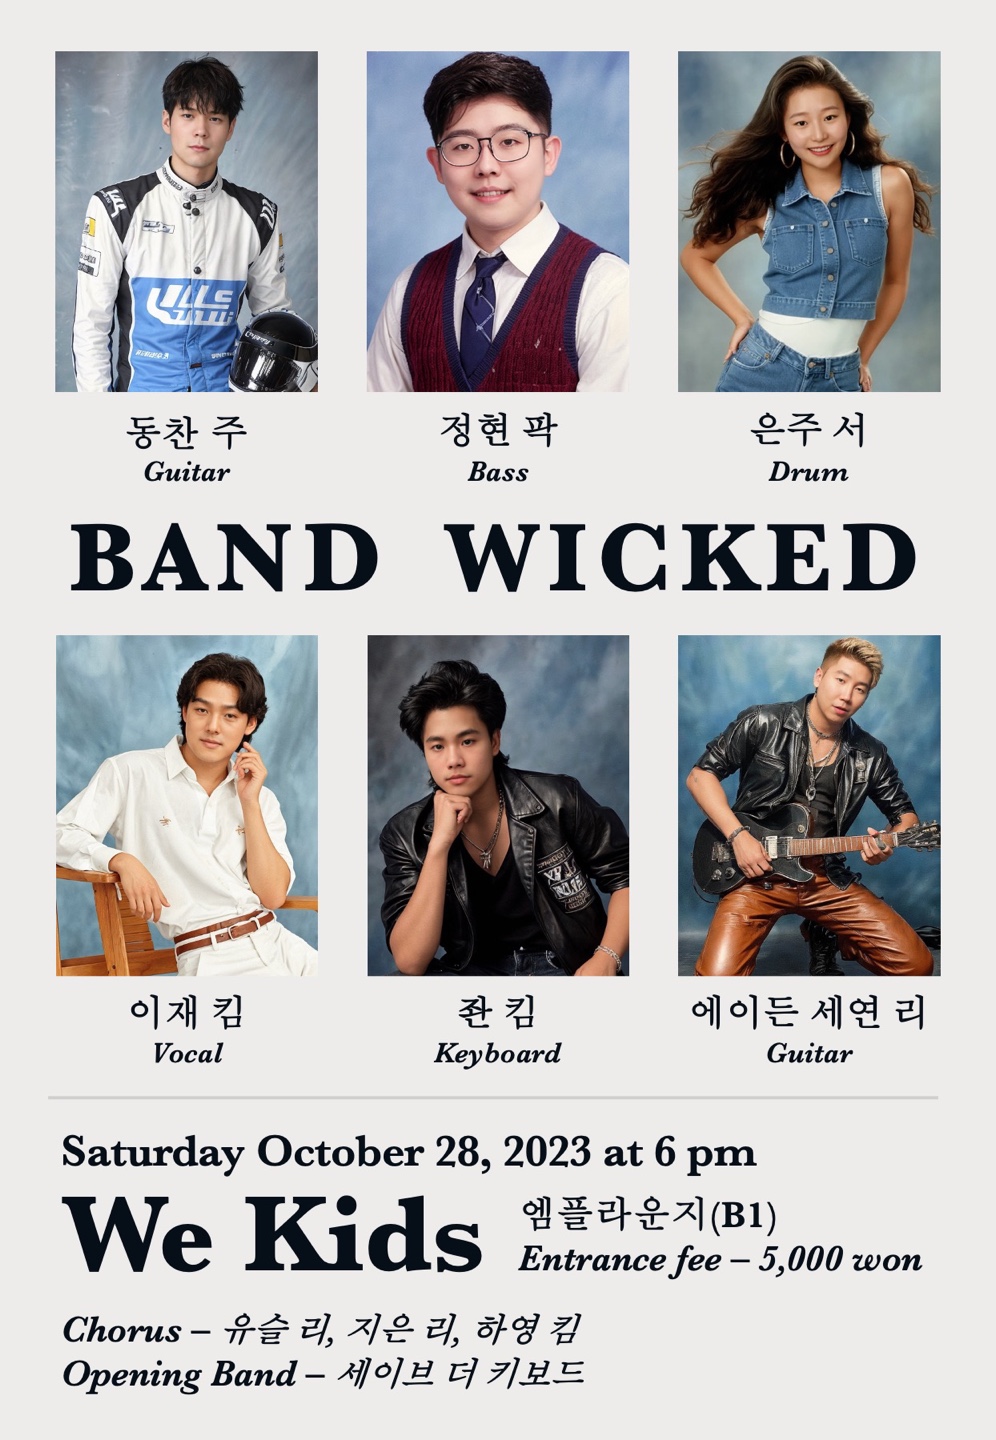 동찬 주
Guitar
정현 팍
Bass
은주 서
Drum
BAND WICKED
이재 킴
Vocal
좐 킴
Keyboard
에이든 세연 리
Guitar
Saturday October 28, 2023 at 6 pm
We Kids
엠플라운지(B1)
Entrance fee – 5,000 won
Chorus – 유슬 리, 지은 리, 하영 킴
Opening Band – 세이브 더 키보드